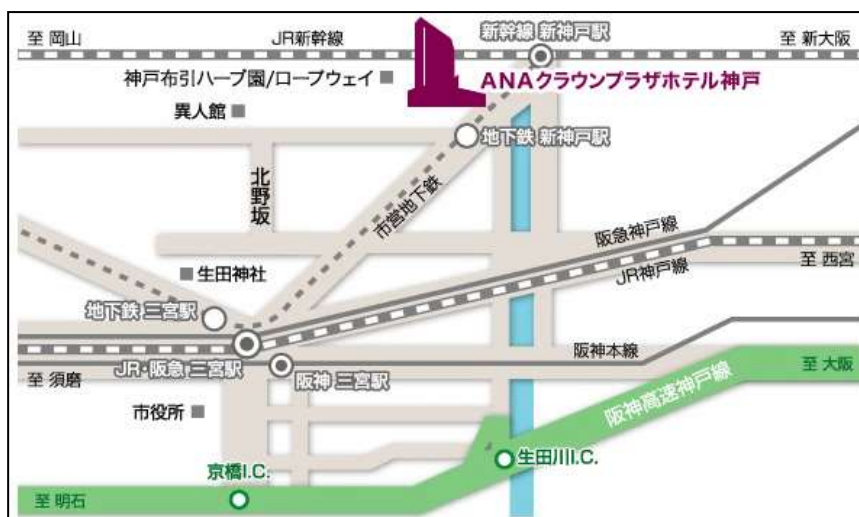 至 岡山
JR新幹線
新幹線 新神戸駅
至 新大阪
神戸布引ハーブ園/ロープウェイ
ANAクラウンプラザホテル神戸
異人館
地下鉄 新神戸駅
北野坂
市営地下鉄
阪急神戸線
JR神戸線
至 西宮
生田神社
地下鉄 三宮駅
阪神本線
至 須磨
JR・阪急 三宮駅
阪神 三宮駅
至 大阪
阪神高速神戸線
市役所
生田川I.C.
京橋I.C.
至 明石